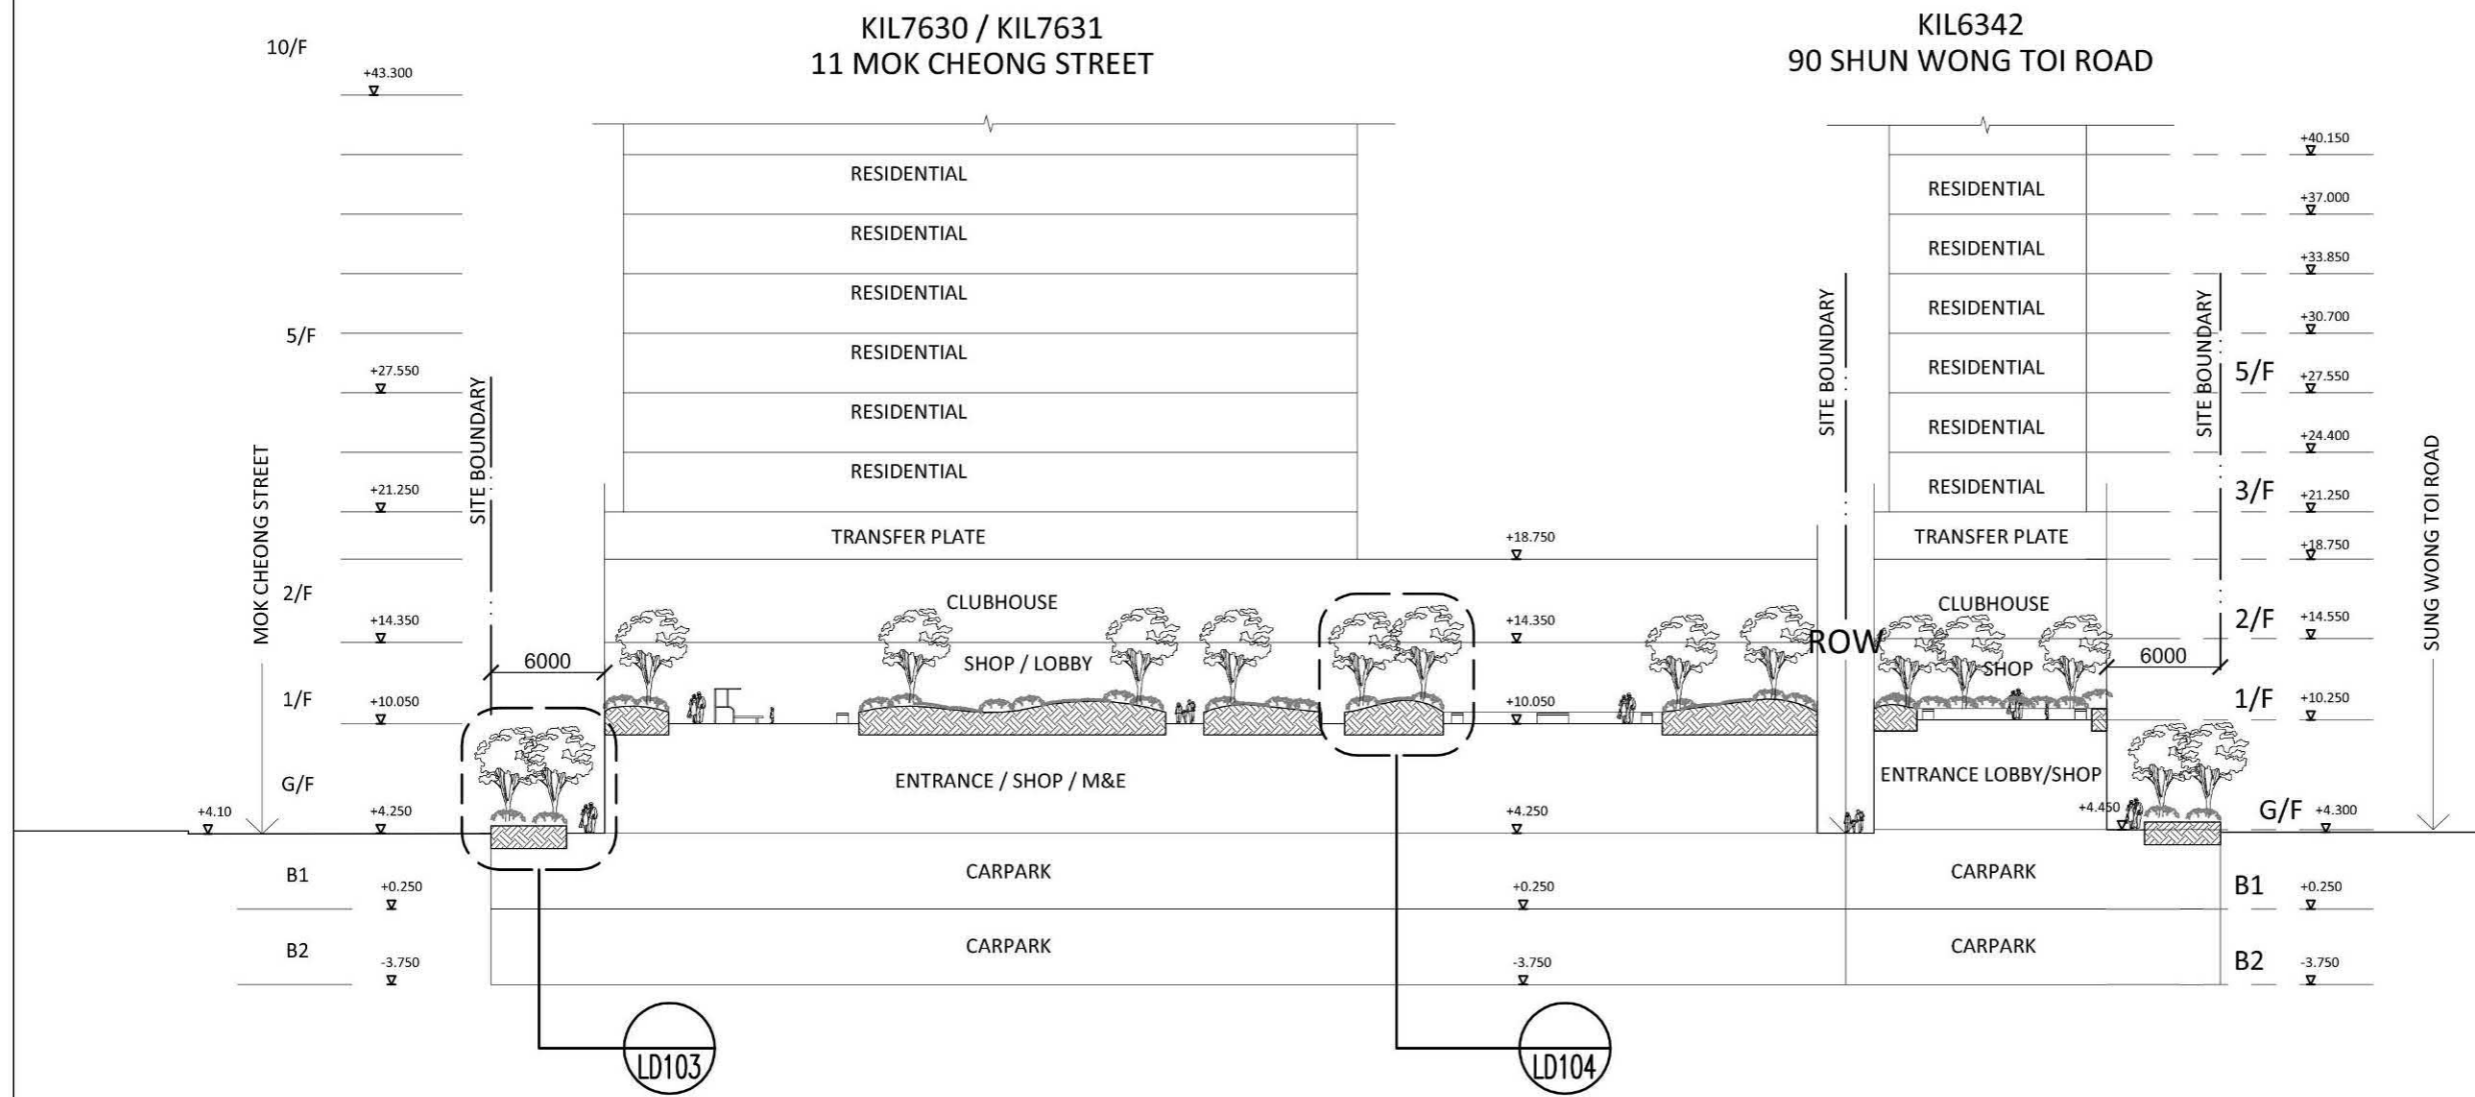 KIL7630 / KIL7631
11 MOK CHEONG STREET
KIL6342
90 SHUN WONG TOI ROAD
10/F
+43.300
+40.150
RESIDENTIAL
RESIDENTIAL
+37.000
RESIDENTIAL
RESIDENTIAL
+33.850
RESIDENTIAL
RESIDENTIAL
+30.700
5/F
RESIDENTIAL
RESIDENTIAL
5/F
+27.550
+27.550
RESIDENTIAL
RESIDENTIAL
+24.400
RESIDENTIAL
RESIDENTIAL
3/F
+21.250
+21.250
SITE BOUNDARY
SITE BOUNDARY
SITE BOUNDARY
MOK CHEONG STREET
SUNG WONG TOI ROAD
TRANSFER PLATE
+18.750
TRANSFER PLATE
+18.750
2/F
CLUBHOUSE
CLUBHOUSE
+14.350
+14.350
2/F
+14.550
ROW
6000
SHOP / LOBBY
SHOP
6000
1/F
+10.050
+10.050
1/F
+10.250
G/F
ENTRANCE / SHOP / M&E
ENTRANCE LOBBY/SHOP
+4.10
+4.250
+4.250
+4.450
G/F
+4.300
B1
CARPARK
CARPARK
B1
+0.250
+0.250
+0.250
B2
CARPARK
CARPARK
B2
-3.750
-3.750
-3.750
LD103
LD104